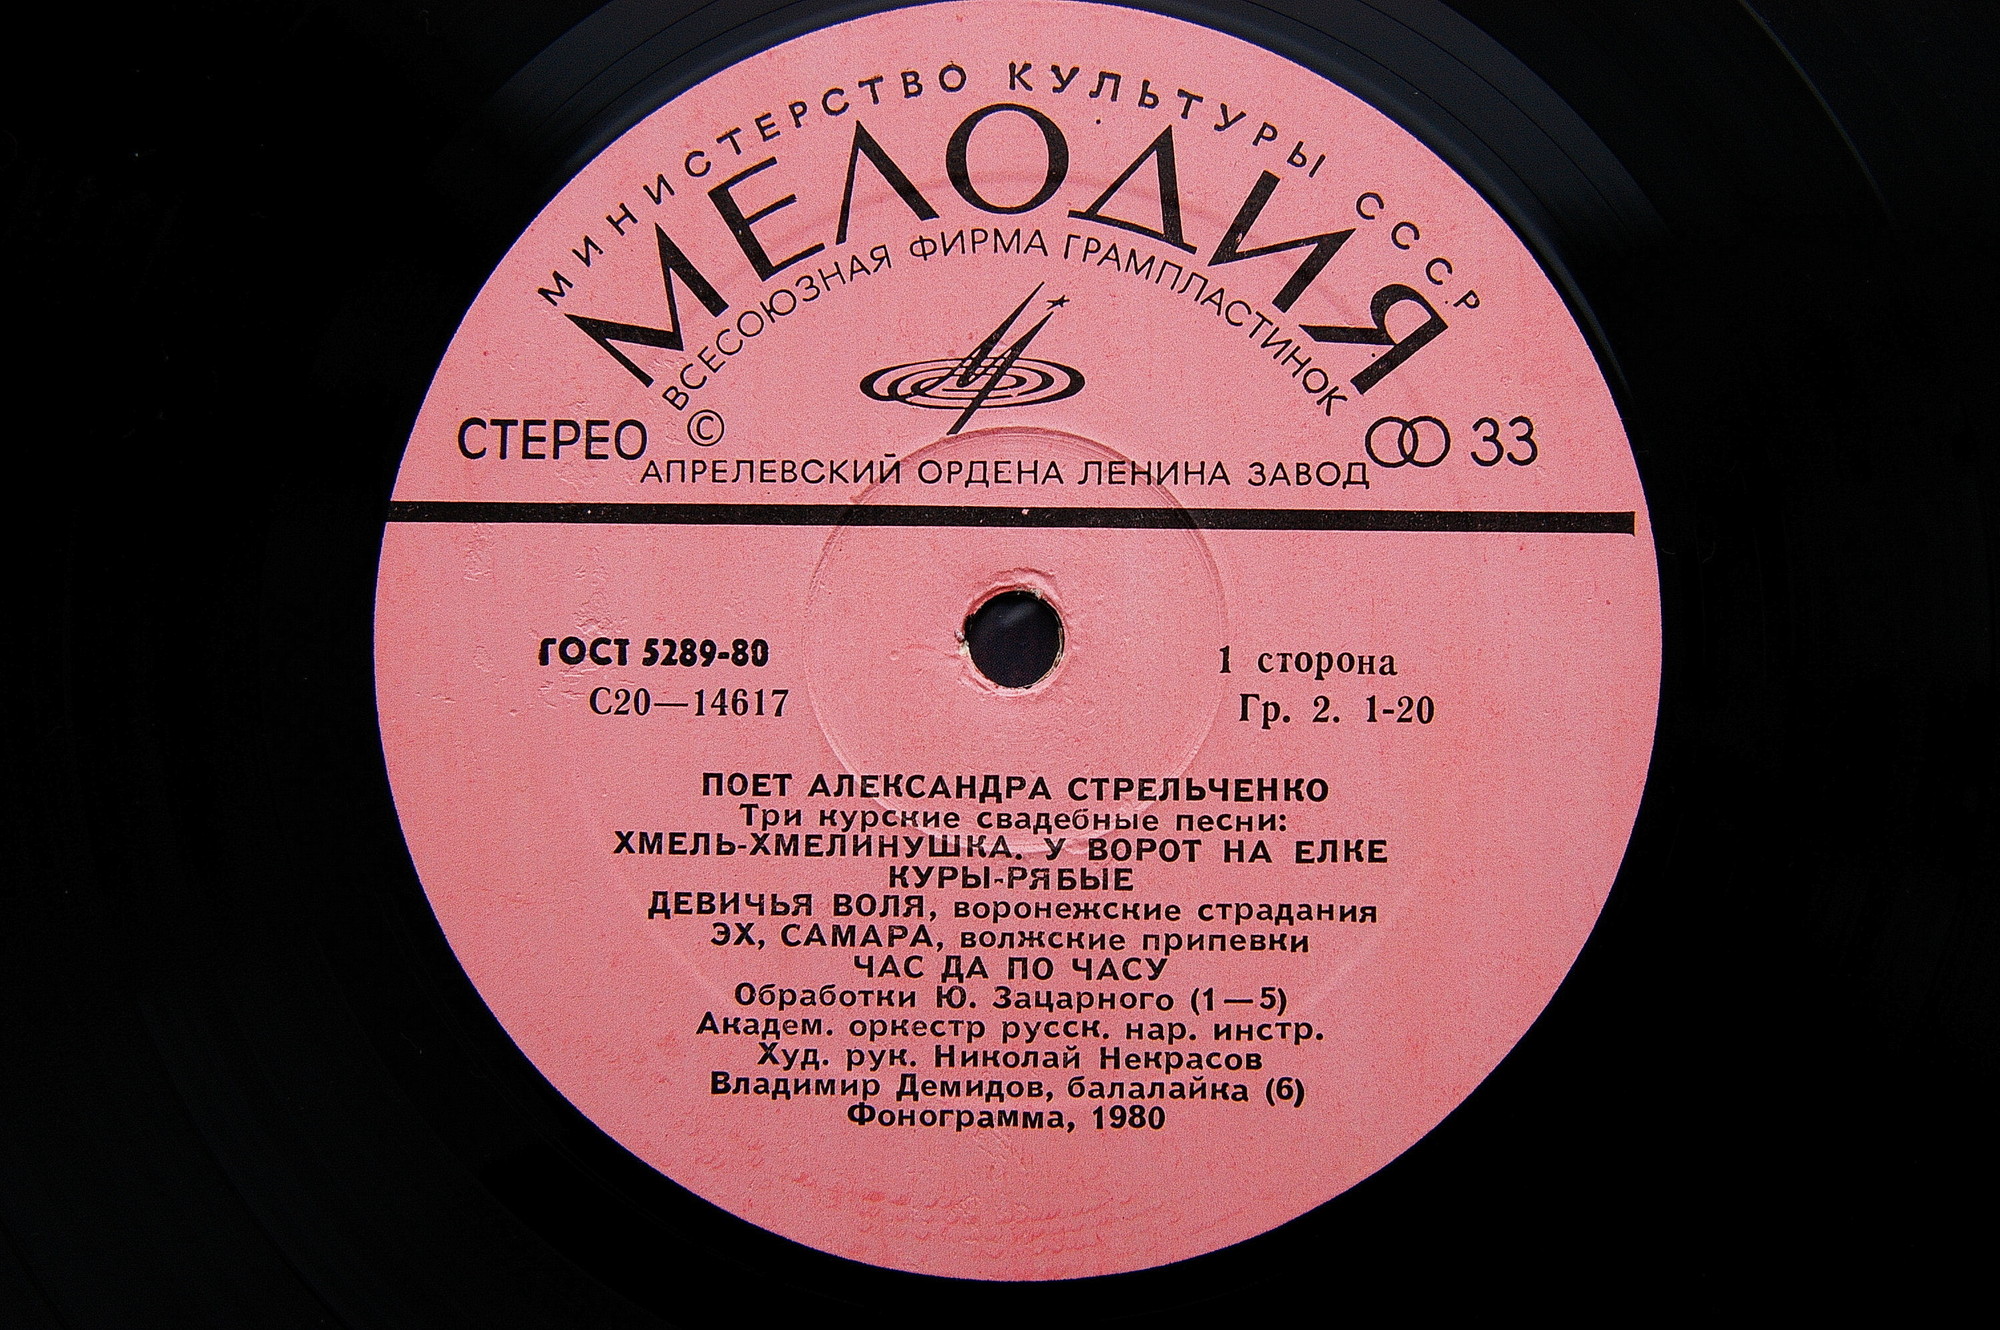 МИНИСТЕРСТВО КУЛЬТУРЫ СССР
МЕЛОДИЯ
ВСЕСОЮЗНАЯ ФИРМА ГРАМПЛАСТИНОК
СТЕРЕО © 33
АПРЕЛЕВСКИЙ ОРДЕНА ЛЕНИНА ЗАВОД
ГОСТ 5289-80
С20—14617
1 сторона
Гр. 2. 1-20
ПОЕТ АЛЕКСАНДРА СТРЕЛЬЧЕНКО
Три курские свадебные песни:
ХМЕЛЬ-ХМЕЛИНУШКА. У ВОРОТ НА ЕЛКЕ
КУРЫ-РЯБЫЕ
ДЕВИЧЬЯ ВОЛЯ, воронежские страдания
ЭХ, САМАРА, волжские припевки
ЧАС ДА ПО ЧАСУ
Обработки Ю. Зацарного (1—5)
Академ. оркестр русск. нар. инстр.
Худ. рук. Николай Некрасов
Владимир Демидов, балалайка (6)
Фонограмма, 1980